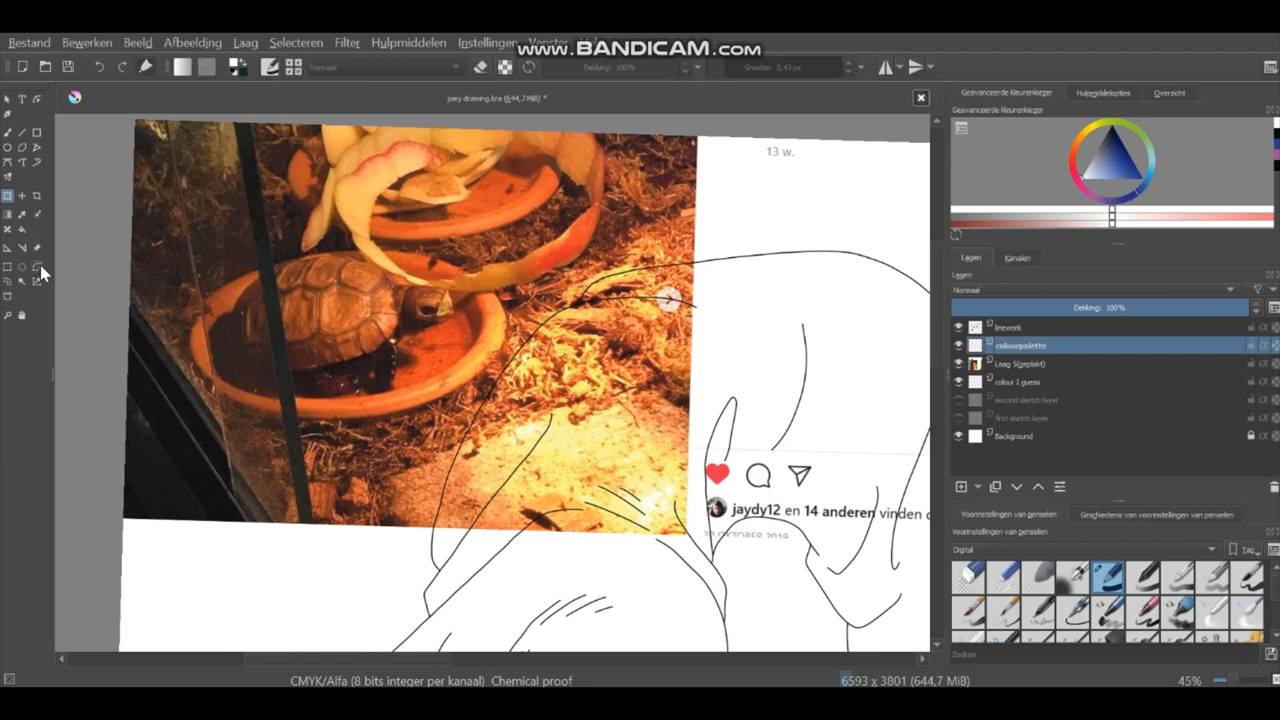 www.BANDICAM.com
Bestand Bewerken Beeld Afbeelding Laag Selecteren Filter Hulpmiddelen Instellingen Venster
Normaal Dekking: 100% Grootte: 2,43 px
joey drawing.kra (644,7 MiB) *
Geavanceerde kleurenkiezer Hulpmiddelopties Overzicht
Geavanceerde kleurenkiezer
13 w.
Lagen Kanalen
Lagen
Normaal
Dekking: 100%
linework
colourpalette
Laag 5(geplakt)
colour I guess
second sketch layer
first sketch layer
Background
jaydy12 en 14 anderen vinden d
OKTOBER 2019
Voorinstellingen van penselen Geschiedenis van voorinstellingen van penselen
Voorinstellingen van penselen
Digital Tag
Zoeken
CMYK/Alfa (8 bits integer per kanaal) Chemical proof 6593 x 3801 (644,7 MiB) 45%